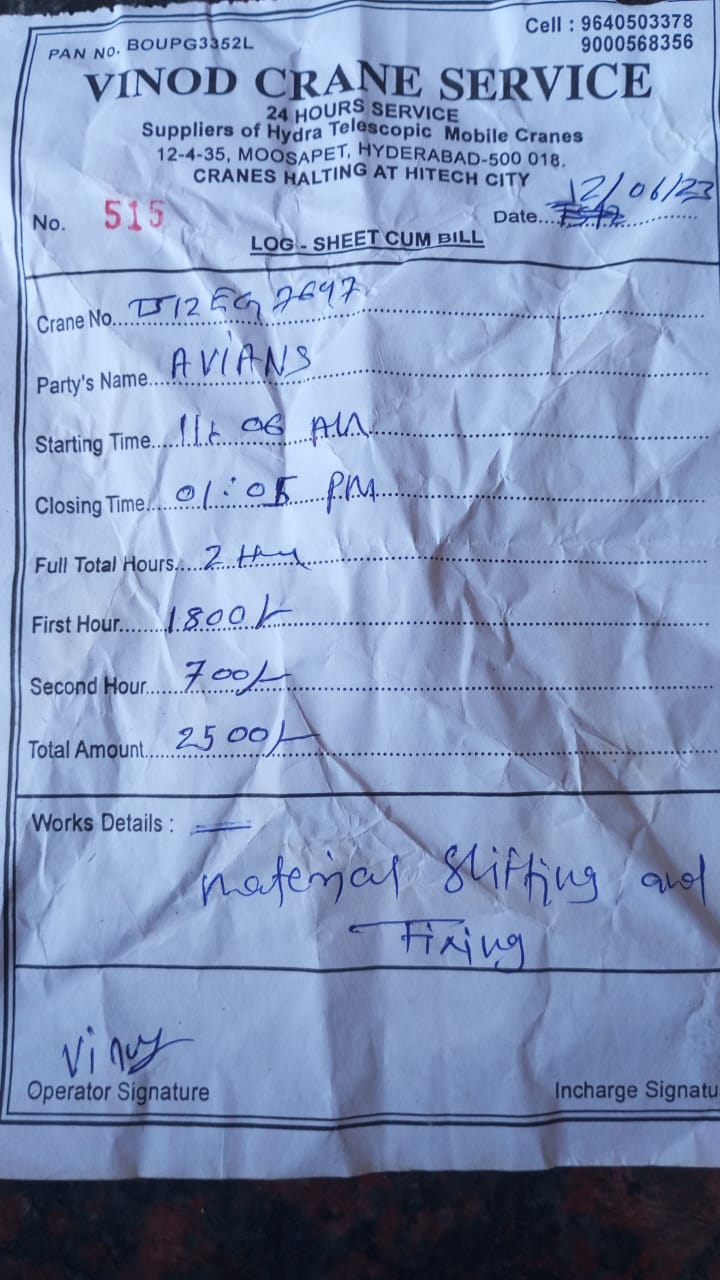 Cell : 9640503378
PAN NO. BOUPG3352L 9000568356
VINOD CRANE SERVICE
24 HOURS SERVICE
Suppliers of Hydra Telescopic Mobile Cranes
12-4-35, MOOSAPET, HYDERABAD-500 018.
CRANES HALTING AT HITECH CITY
No. 515 Date 12/06/23
LOG - SHEET CUM BILL
Crane No. 12 EG 7697
Party's Name AVIANS
Starting Time 11: 06 AM
Closing Time 01:05 PM
Full Total Hours 2
First Hour 1800/-
Second Hour 700/-
Total Amount 2500/-
Works Details :
material Shifting and
Fixing
Operator Signature Incharge Signatu